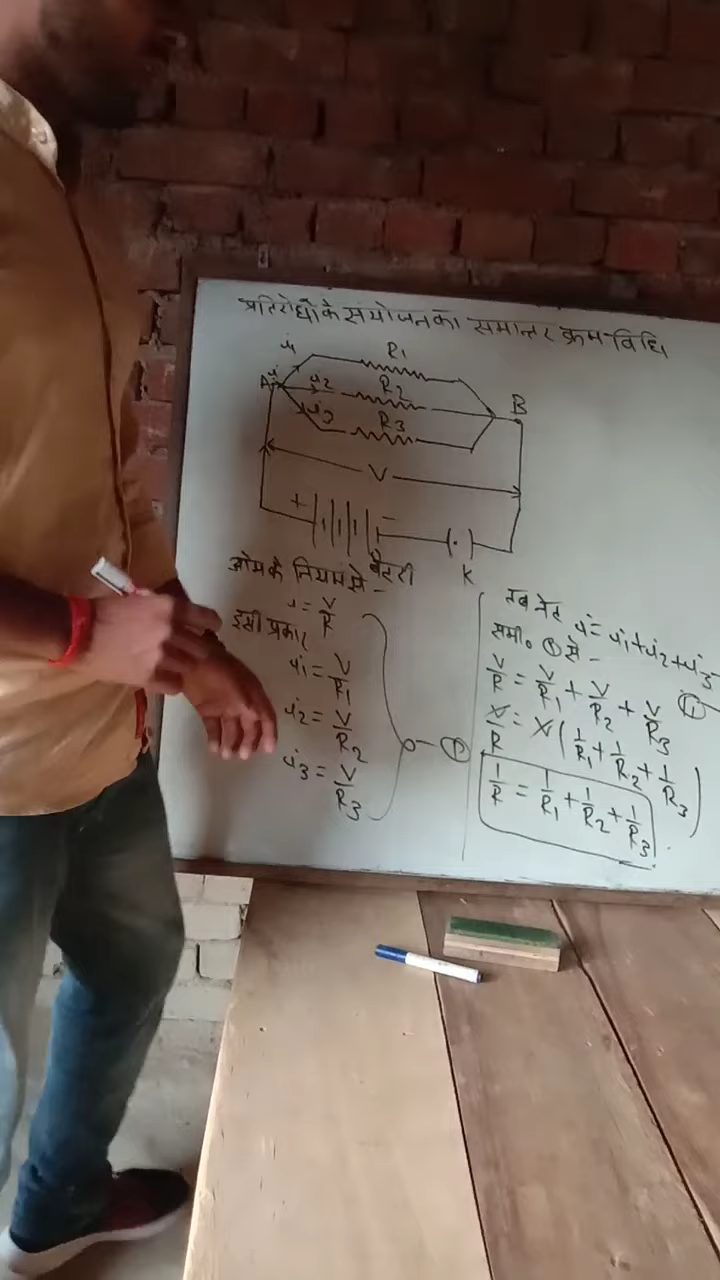 प्रतिरोधों के संयोजन का समान्तर क्रम-विधि
i1 R1
A i i2 R2 B
i3 R3
V
+ −
बैटरी K
ओम के नियम से -
i = V/R
इसी प्रकार
i1 = V/R1
i2 = V/R2
i3 = V/R3
① 
तब नेट i = i1+i2+i3
समी० ① से -
V/R = V/R1 + V/R2 + V/R3
V/R = V(1/R1 + 1/R2 + 1/R3)
1/R = 1/R1 + 1/R2 + 1/R3